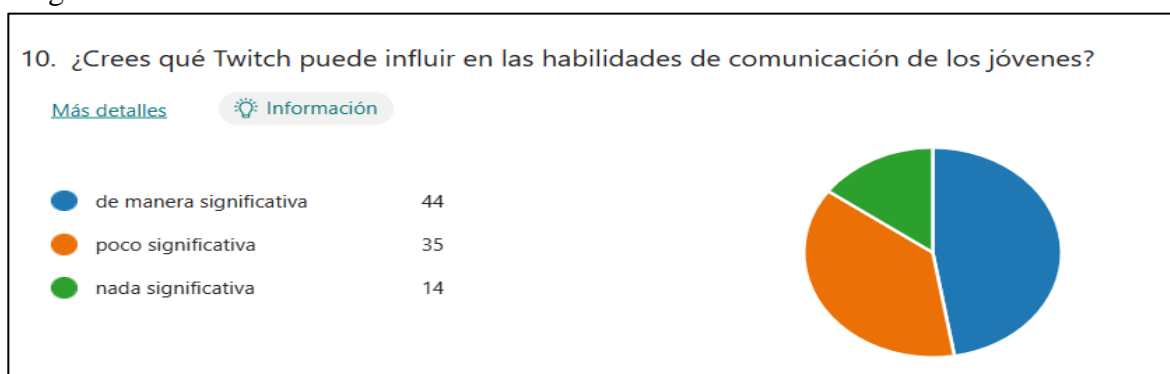 10. ¿Crees qué Twitch puede influir en las habilidades de comunicación de los jóvenes?
Más detalles Información
de manera significativa 44
poco significativa 35
nada significativa 14